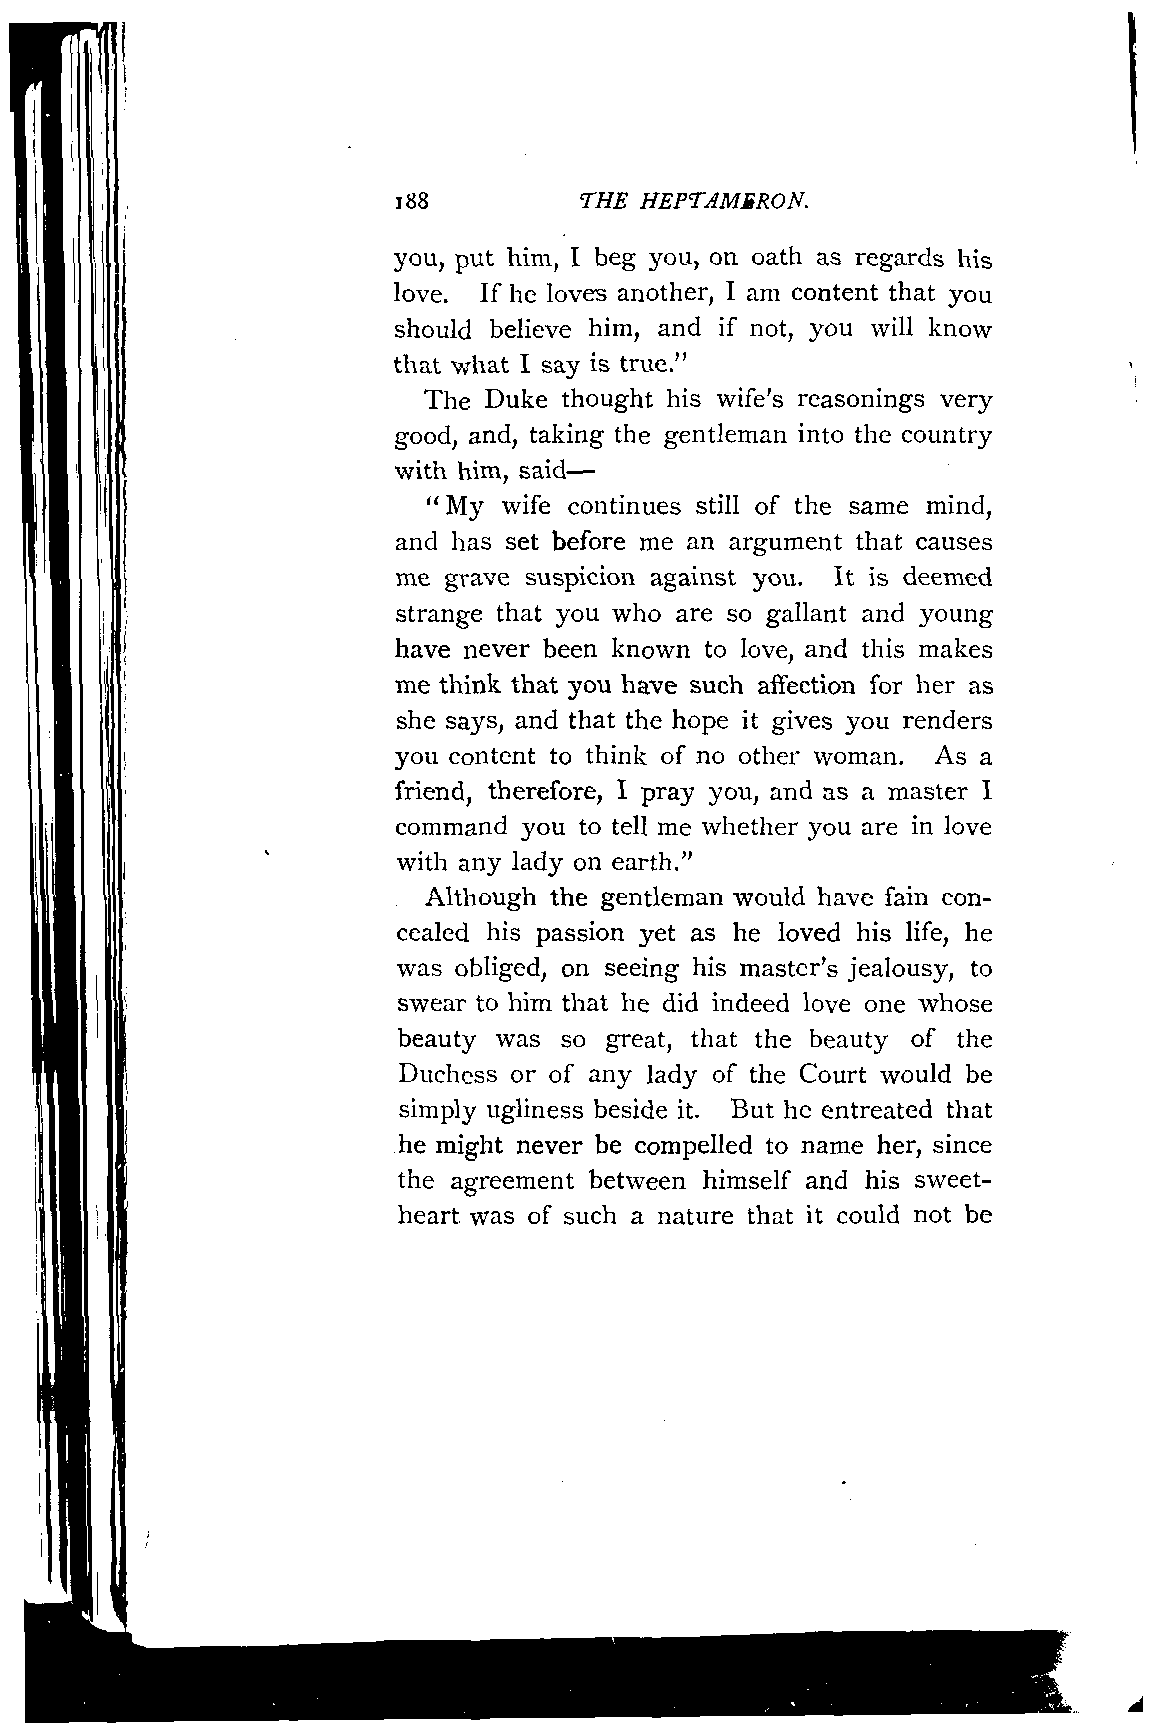 188 THE HEPTAMERON.
you, put him, I beg you, on oath as regards his
love. If he loves another, I am content that you
should believe him, and if not, you will know
that what I say is true."
The Duke thought his wife's reasonings very
good, and, taking the gentleman into the country
with him, said—
"My wife continues still of the same mind,
and has set before me an argument that causes
me grave suspicion against you. It is deemed
strange that you who are so gallant and young
have never been known to love, and this makes
me think that you have such affection for her as
she says, and that the hope it gives you renders
you content to think of no other woman. As a
friend, therefore, I pray you, and as a master I
command you to tell me whether you are in love
with any lady on earth."
Although the gentleman would have fain con-
cealed his passion yet as he loved his life, he
was obliged, on seeing his master's jealousy, to
swear to him that he did indeed love one whose
beauty was so great, that the beauty of the
Duchess or of any lady of the Court would be
simply ugliness beside it. But he entreated that
he might never be compelled to name her, since
the agreement between himself and his sweet-
heart was of such a nature that it could not be